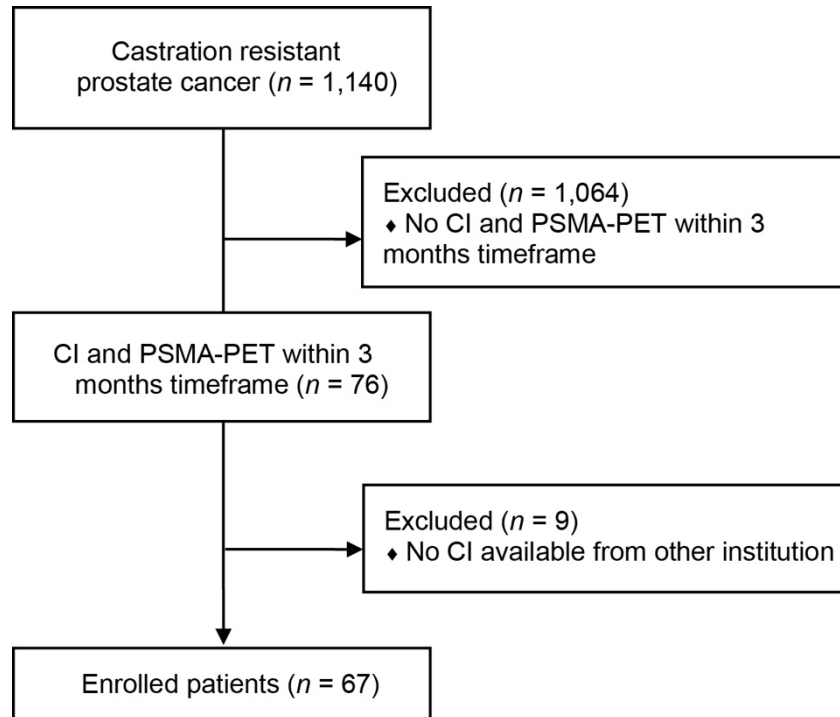 Castration resistant
prostate cancer (n = 1,140)
Excluded (n = 1,064)
♦ No CI and PSMA-PET within 3
months timeframe
CI and PSMA-PET within 3
months timeframe (n = 76)
Excluded (n = 9)
♦ No CI available from other institution
Enrolled patients (n = 67)